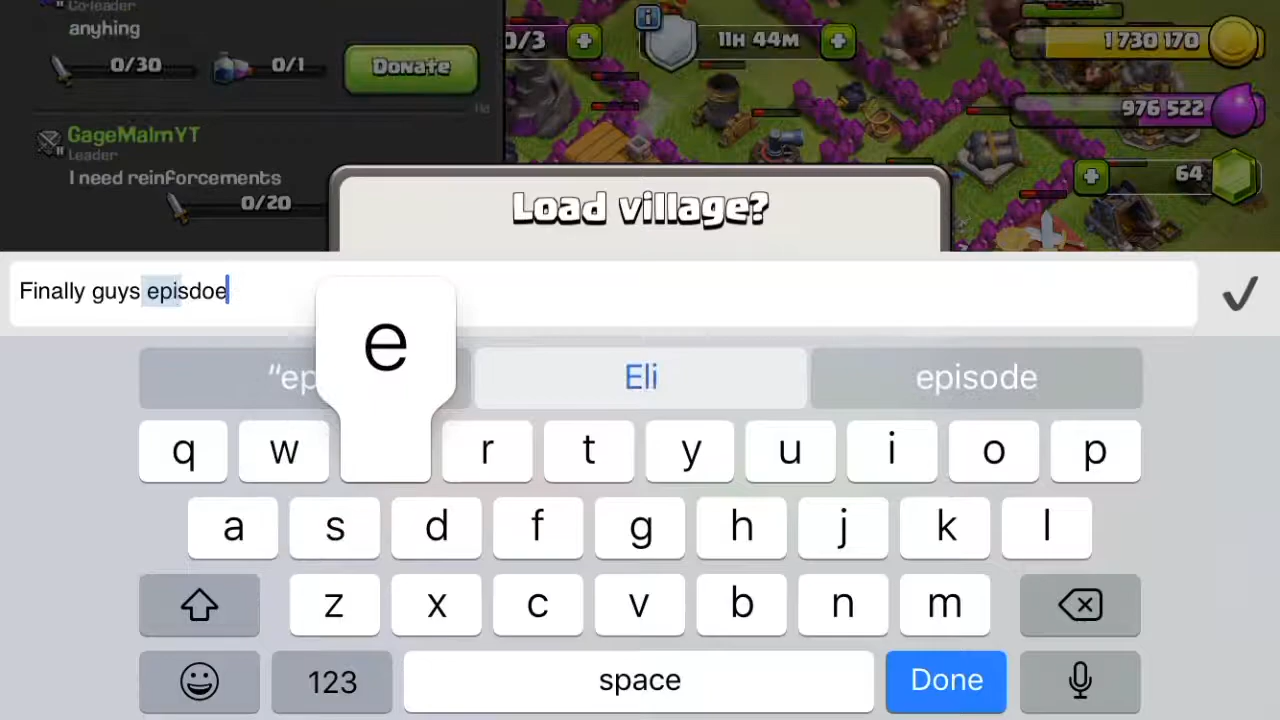 Co-leader
anyhing
0/30
0/1
Donate
GageMalmYT
Leader
I need reinforcements
0/20
0/3
11H 44M
1 730 170
976 522
64
Load village?
Finally guys episdoe
e
"ep
Eli
episode
q w r t y u i o p
a s d f g h j k l
z x c v b n m
123
space
Done